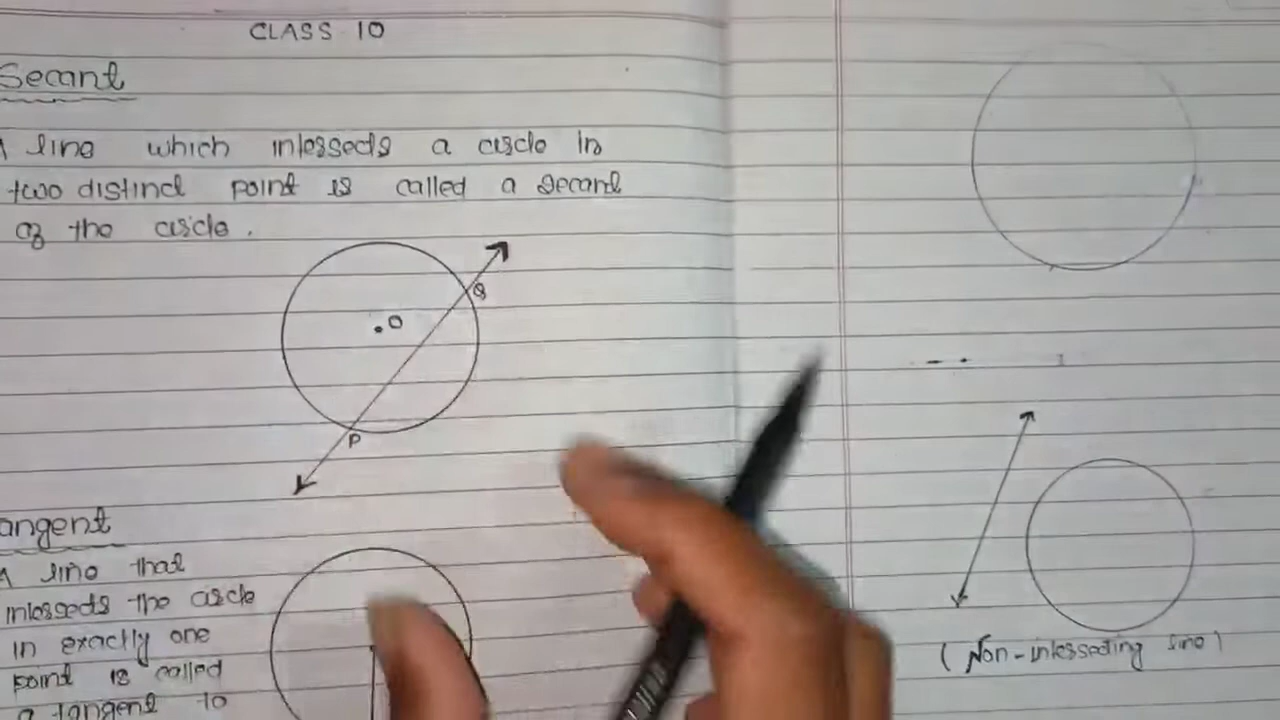 CLASS 10
Secant
A line which intersects a circle in
two distinct point is called a secant
of the circle.
O
Q
P
angent
A line that
intersects the circle
in exactly one
point is called
a tangent to
(Non-intersecting line)